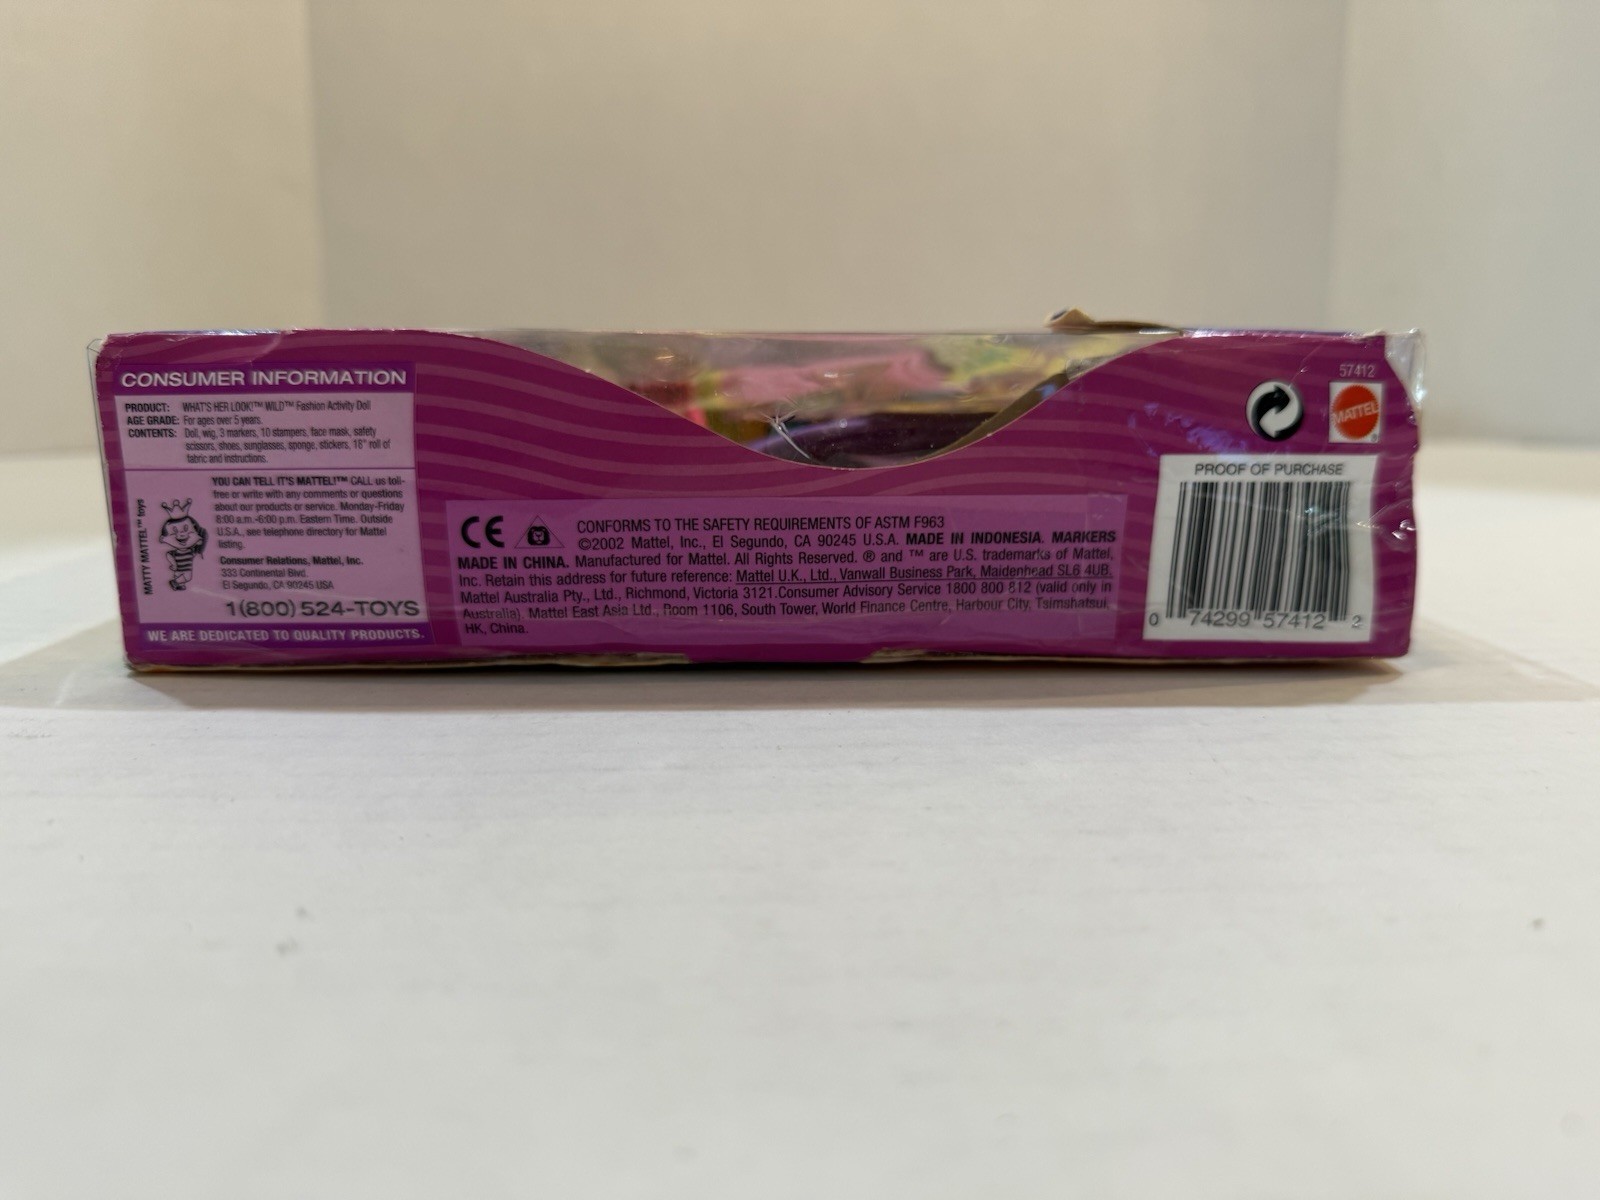 CONSUMER INFORMATION
PRODUCT: WHAT'S HER LOOK!™ WILD™ Fashion Activity Doll
AGE GRADE: For ages over 5 years.
CONTENTS: Doll, wig, 3 markers, 10 stampers, face mask, safety
scissors, shoes, sunglasses, sponge, stickers, 18" roll of
fabric and instructions.
MATTY MATTEL™ toys
YOU CAN TELL IT'S MATTEL!™ CALL us toll-
free or write with any comments or questions
about our products or service. Monday-Friday
8:00 a.m.-6:00 p.m. Eastern Time. Outside
U.S.A., see telephone directory for Mattel
listing.
Consumer Relations, Mattel, Inc.
333 Continental Blvd.
El Segundo, CA 90245 USA
1(800) 524-TOYS
WE ARE DEDICATED TO QUALITY PRODUCTS.
CE
CONFORMS TO THE SAFETY REQUIREMENTS OF ASTM F963
©2002 Mattel, Inc., El Segundo, CA 90245 U.S.A. MADE IN INDONESIA. MARKERS
MADE IN CHINA. Manufactured for Mattel. All Rights Reserved. ® and ™ are U.S. trademarks of Mattel,
Inc. Retain this address for future reference: Mattel U.K., Ltd., Vanwall Business Park, Maidenhead SL6 4UB.
Mattel Australia Pty., Ltd., Richmond, Victoria 3121.Consumer Advisory Service 1800 800 812 (valid only in
Australia). Mattel East Asia Ltd., Room 1106, South Tower, World Finance Centre, Harbour City, Tsimshatsui,
HK, China.
57412
MATTEL
®
PROOF OF PURCHASE
0 74299 57412 2